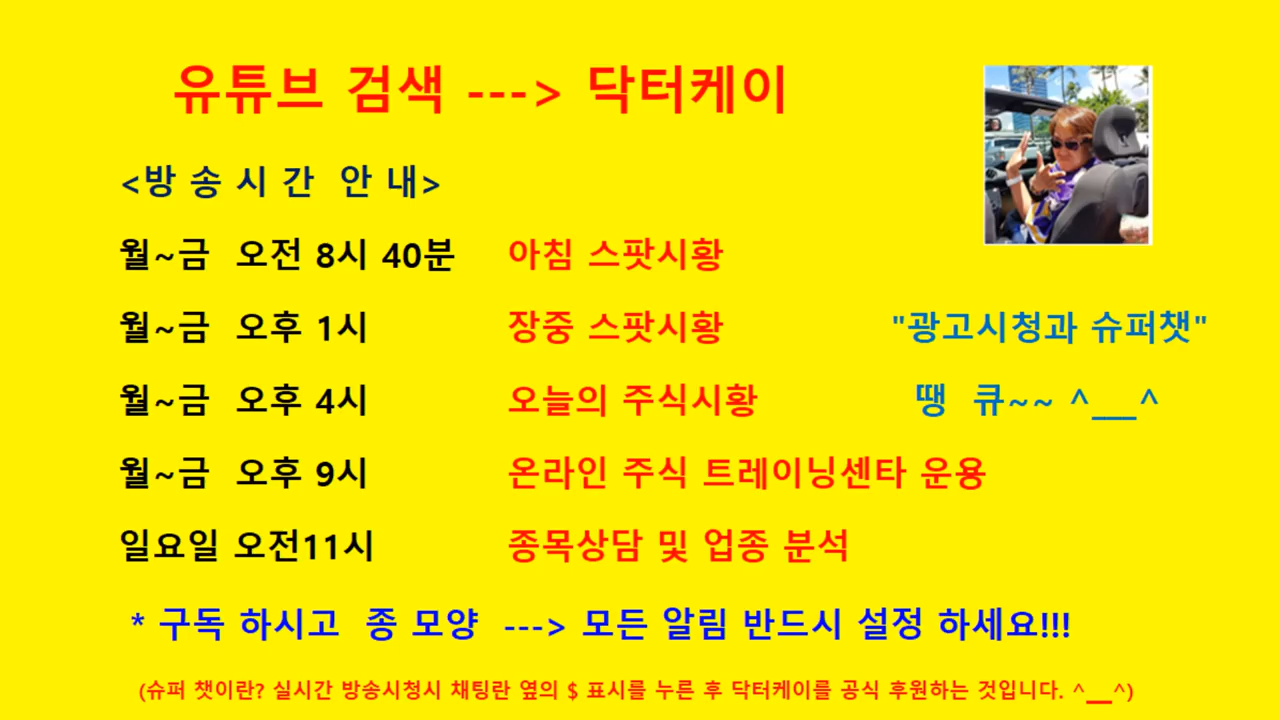 유튜브 검색 ---> 닥터케이
<방 송 시 간 안 내>
월~금 오전 8시 40분 아침 스팟시황
월~금 오후 1시 장중 스팟시황 "광고시청과 슈퍼챗"
월~금 오후 4시 오늘의 주식시황 땡 큐~~ ^__^
월~금 오후 9시 온라인 주식 트레이닝센타 운용
일요일 오전11시 종목상담 및 업종 분석
* 구독 하시고 종 모양 ---> 모든 알림 반드시 설정 하세요!!!
(슈퍼 챗이란? 실시간 방송시청시 채팅란 옆의 $ 표시를 누른 후 닥터케이를 공식 후원하는 것입니다. ^__^)